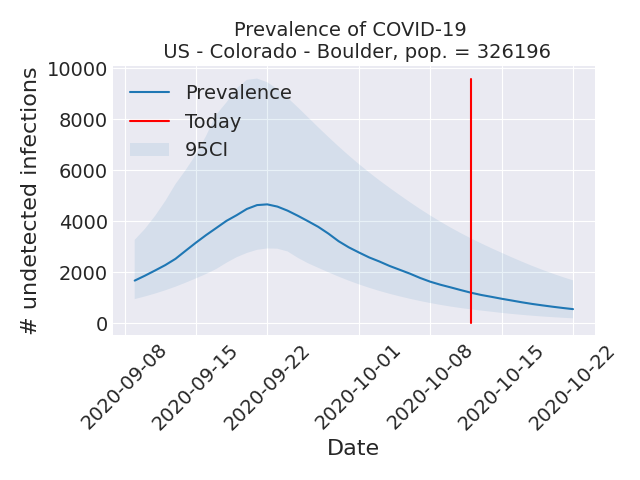 Prevalence of COVID-19
US - Colorado - Boulder, pop. = 326196
# undetected infections
10000
8000
6000
4000
2000
0
Prevalence
Today
95CI
2020-09-08
2020-09-15
2020-09-22
2020-10-01
2020-10-08
2020-10-15
2020-10-22
Date